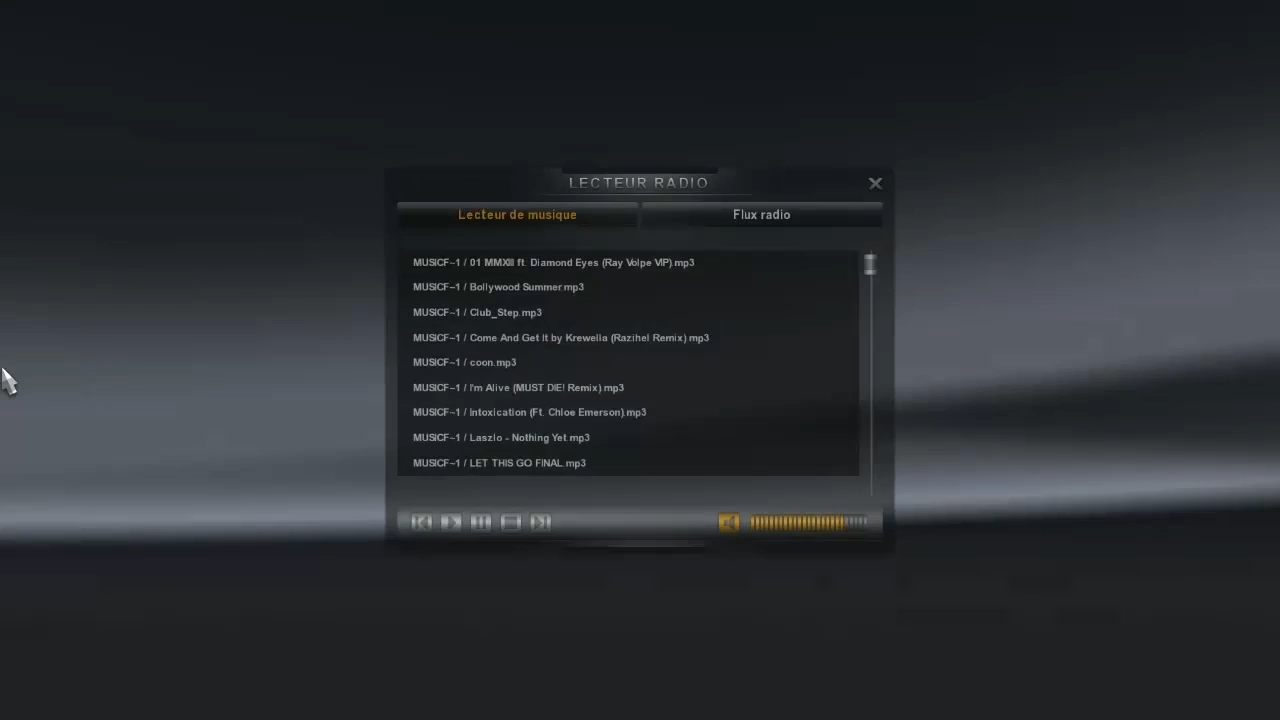 LECTEUR RADIO
Lecteur de musique
Flux radio
MUSICF~1 / 01 MMXII ft. Diamond Eyes (Ray Volpe VIP).mp3
MUSICF~1 / Bollywood Summer.mp3
MUSICF~1 / Club_Step.mp3
MUSICF~1 / Come And Get It by Krewella (Razihel Remix).mp3
MUSICF~1 / coon.mp3
MUSICF~1 / I'm Alive (MUST DIE! Remix).mp3
MUSICF~1 / Intoxication (Ft. Chloe Emerson).mp3
MUSICF~1 / Laszlo - Nothing Yet.mp3
MUSICF~1 / LET THIS GO FINAL.mp3